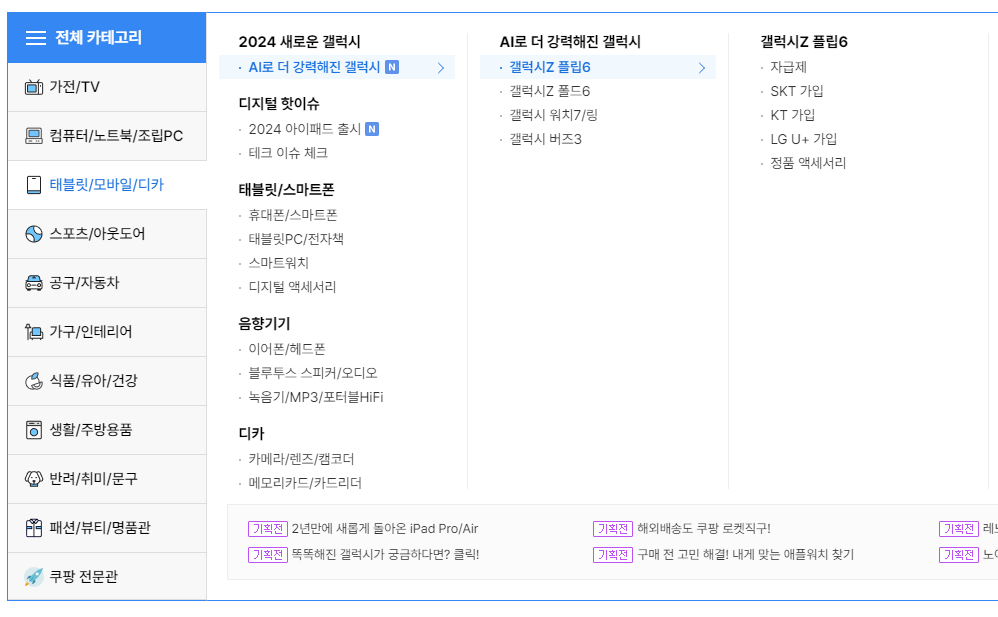 전체 카테고리
가전/TV
컴퓨터/노트북/조립PC
태블릿/모바일/디카
스포츠/아웃도어
공구/자동차
가구/인테리어
식품/유아/건강
생활/주방용품
반려/취미/문구
패션/뷰티/명품관
쿠팡 전문관
2024 새로운 갤럭시
· AI로 더 강력해진 갤럭시 N
디지털 핫이슈
· 2024 아이패드 출시 N
· 테크 이슈 체크
태블릿/스마트폰
· 휴대폰/스마트폰
· 태블릿PC/전자책
· 스마트워치
· 디지털 액세서리
음향기기
· 이어폰/헤드폰
· 블루투스 스피커/오디오
· 녹음기/MP3/포터블HiFi
디카
· 카메라/렌즈/캠코더
· 메모리카드/카드리더
AI로 더 강력해진 갤럭시
· 갤럭시Z 플립6
· 갤럭시Z 폴드6
· 갤럭시 워치7/링
· 갤럭시 버즈3
갤럭시Z 플립6
· 자급제
· SKT 가입
· KT 가입
· LG U+ 가입
· 정품 액세서리
기획전 2년만에 새롭게 돌아온 iPad Pro/Air
기획전 해외배송도 쿠팡 로켓직구!
기획전
기획전 똑똑해진 갤럭시가 궁금하다면? 클릭!
기획전 구매 전 고민 해결! 내게 맞는 애플워치 찾기
기획전